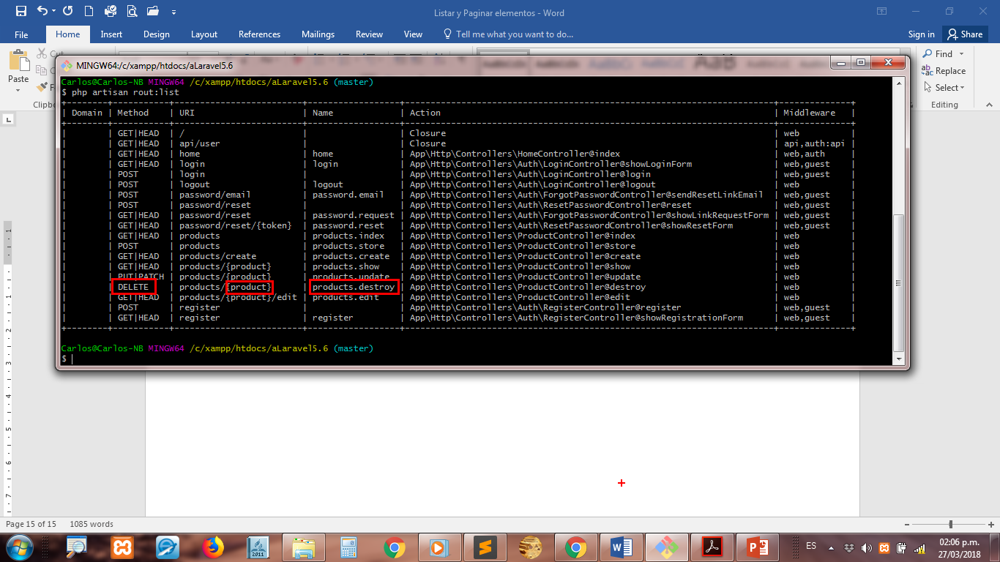 Listar y Paginar elementos - Word
File Home Insert Design Layout References Mailings Review View Tell me what you want to do... Sign in Share
Cut
Find
MINGW64:/c/xampp/htdocs/aLaravel5.6
Paste
Replace
Select
Editing
Carlos@Carlos-NB MINGW64 /c/xampp/htdocs/aLaravel5.6 (master)
$ php artisan rout:list
| Domain | Method | URI | Name | Action | Middleware |
| | GET|HEAD | / | | Closure | web |
| | GET|HEAD | api/user | | Closure | api,auth:api |
| | GET|HEAD | home | home | App\Http\Controllers\HomeController@index | web,auth |
| | GET|HEAD | login | login | App\Http\Controllers\Auth\LoginController@showLoginForm | web,guest |
| | POST | login | | App\Http\Controllers\Auth\LoginController@login | web,guest |
| | POST | logout | logout | App\Http\Controllers\Auth\LoginController@logout | web |
| | POST | password/email | password.email | App\Http\Controllers\Auth\ForgotPasswordController@sendResetLinkEmail | web,guest |
| | POST | password/reset | | App\Http\Controllers\Auth\ResetPasswordController@reset | web,guest |
| | GET|HEAD | password/reset | password.request | App\Http\Controllers\Auth\ForgotPasswordController@showLinkRequestForm | web,guest |
| | GET|HEAD | password/reset/{token} | password.reset | App\Http\Controllers\Auth\ResetPasswordController@showResetForm | web,guest |
| | GET|HEAD | products | products.index | App\Http\Controllers\ProductController@index | web |
| | POST | products | products.store | App\Http\Controllers\ProductController@store | web |
| | GET|HEAD | products/create | products.create | App\Http\Controllers\ProductController@create | web |
| | GET|HEAD | products/{product} | products.show | App\Http\Controllers\ProductController@show | web |
| | PUT|PATCH | products/{product} | products.update | App\Http\Controllers\ProductController@update | web |
| | DELETE | products/{product} | products.destroy | App\Http\Controllers\ProductController@destroy | web |
| | GET|HEAD | products/{product}/edit | products.edit | App\Http\Controllers\ProductController@edit | web |
| | POST | register | | App\Http\Controllers\Auth\RegisterController@register | web,guest |
| | GET|HEAD | register | register | App\Http\Controllers\Auth\RegisterController@showRegistrationForm | web,guest |
Carlos@Carlos-NB MINGW64 /c/xampp/htdocs/aLaravel5.6 (master)
$
Page 15 of 15 1085 words
2011
ES
02:06 p.m.
27/03/2018